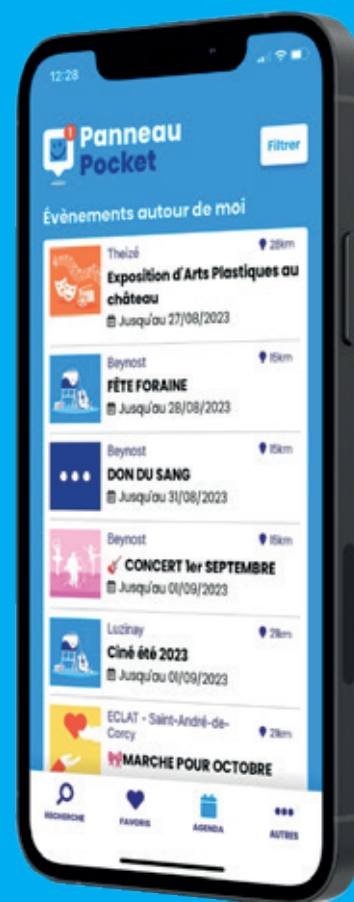 12:28
1
Panneau
Pocket
Filtrer
Évènements autour de moi
Theizé
28km
Exposition d'Arts Plastiques au
château
Jusqu'au 27/08/2023
Beynost
15km
FÊTE FORAINE
Jusqu'au 28/08/2023
Beynost
15km
DON DU SANG
Jusqu'au 31/08/2023
Beynost
15km
🎸 CONCERT 1er SEPTEMBRE
Jusqu'au 01/09/2023
Luzinay
21km
Ciné été 2023
Jusqu'au 01/09/2023
ECLAT - Saint-André-de-
Corcy
21km
🎀MARCHE POUR OCTOBRE
RECHERCHE
FAVORIS
AGENDA
AUTRES